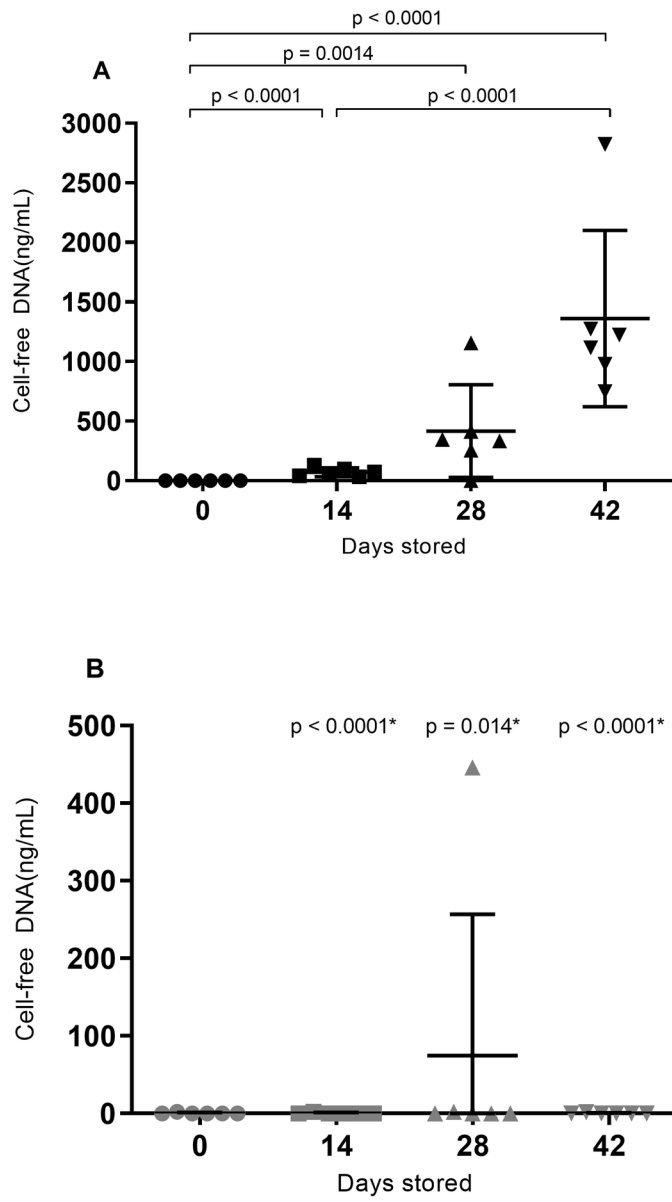 p < 0.0001
p = 0.0014
A
p < 0.0001 p < 0.0001
3000
2500
2000
1500
1000
500
0
Cell-free DNA(ng/mL)
0 14 28 42
Days stored
B
p < 0.0001* p = 0.014* p < 0.0001*
500
400
300
200
100
0
Cell-free DNA(ng/mL)
0 14 28 42
Days stored